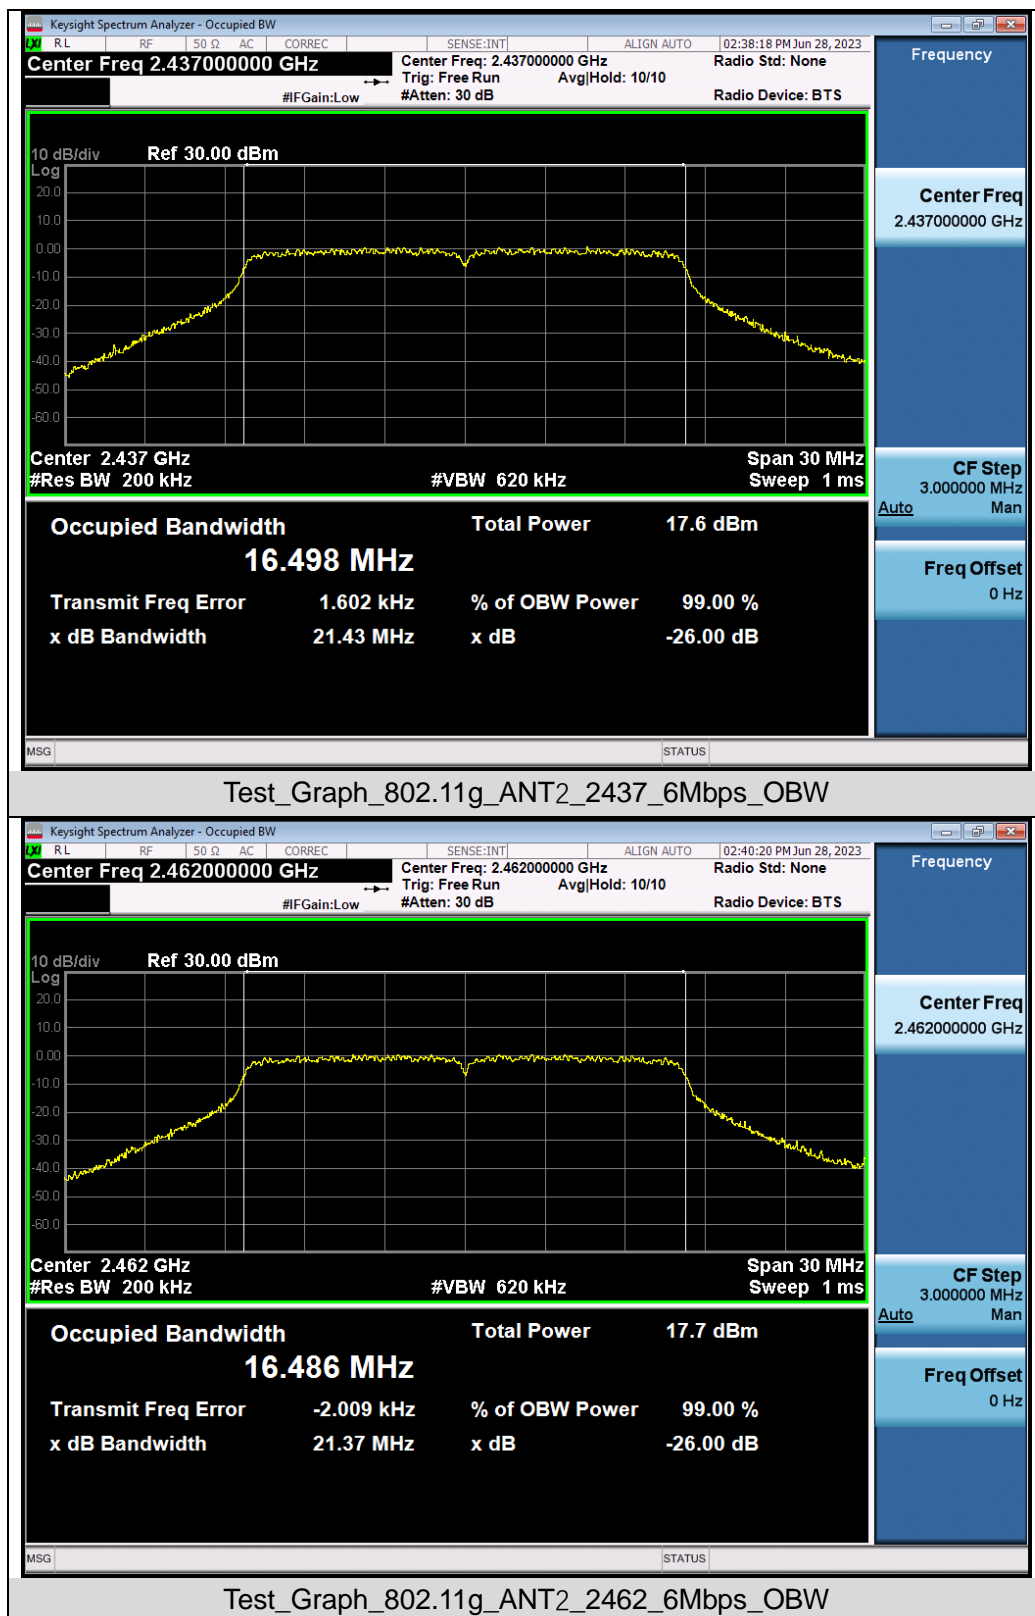 Keysight Spectrum Analyzer - Occupied BW
LXI RL RF 50 Ω AC CORREC SENSE:INT ALIGN AUTO 02:38:18 PM Jun 28, 2023
Center Freq 2.437000000 GHz
Center Freq: 2.437000000 GHz
Radio Std: None
Trig: Free Run Avg|Hold: 10/10
#IFGain:Low
#Atten: 30 dB
Radio Device: BTS
Frequency
10 dB/div Ref 30.00 dBm
Log
20.0
10.0
0.00
-10.0
-20.0
-30.0
-40.0
-50.0
-60.0
Center 2.437 GHz Span 30 MHz
#Res BW 200 kHz #VBW 620 kHz Sweep 1 ms
Center Freq
2.437000000 GHz
CF Step
3.000000 MHz
Auto Man
Freq Offset
0 Hz
Occupied Bandwidth Total Power 17.6 dBm
16.498 MHz
Transmit Freq Error 1.602 kHz % of OBW Power 99.00 %
x dB Bandwidth 21.43 MHz x dB -26.00 dB
MSG STATUS
Test_Graph_802.11g_ANT2_2437_6Mbps_OBW
Keysight Spectrum Analyzer - Occupied BW
LXI RL RF 50 Ω AC CORREC SENSE:INT ALIGN AUTO 02:40:20 PM Jun 28, 2023
Center Freq 2.462000000 GHz
Center Freq: 2.462000000 GHz
Radio Std: None
Trig: Free Run Avg|Hold: 10/10
#IFGain:Low
#Atten: 30 dB
Radio Device: BTS
Frequency
10 dB/div Ref 30.00 dBm
Log
20.0
10.0
0.00
-10.0
-20.0
-30.0
-40.0
-50.0
-60.0
Center 2.462 GHz Span 30 MHz
#Res BW 200 kHz #VBW 620 kHz Sweep 1 ms
Center Freq
2.462000000 GHz
CF Step
3.000000 MHz
Auto Man
Freq Offset
0 Hz
Occupied Bandwidth Total Power 17.7 dBm
16.486 MHz
Transmit Freq Error -2.009 kHz % of OBW Power 99.00 %
x dB Bandwidth 21.37 MHz x dB -26.00 dB
MSG STATUS
Test_Graph_802.11g_ANT2_2462_6Mbps_OBW